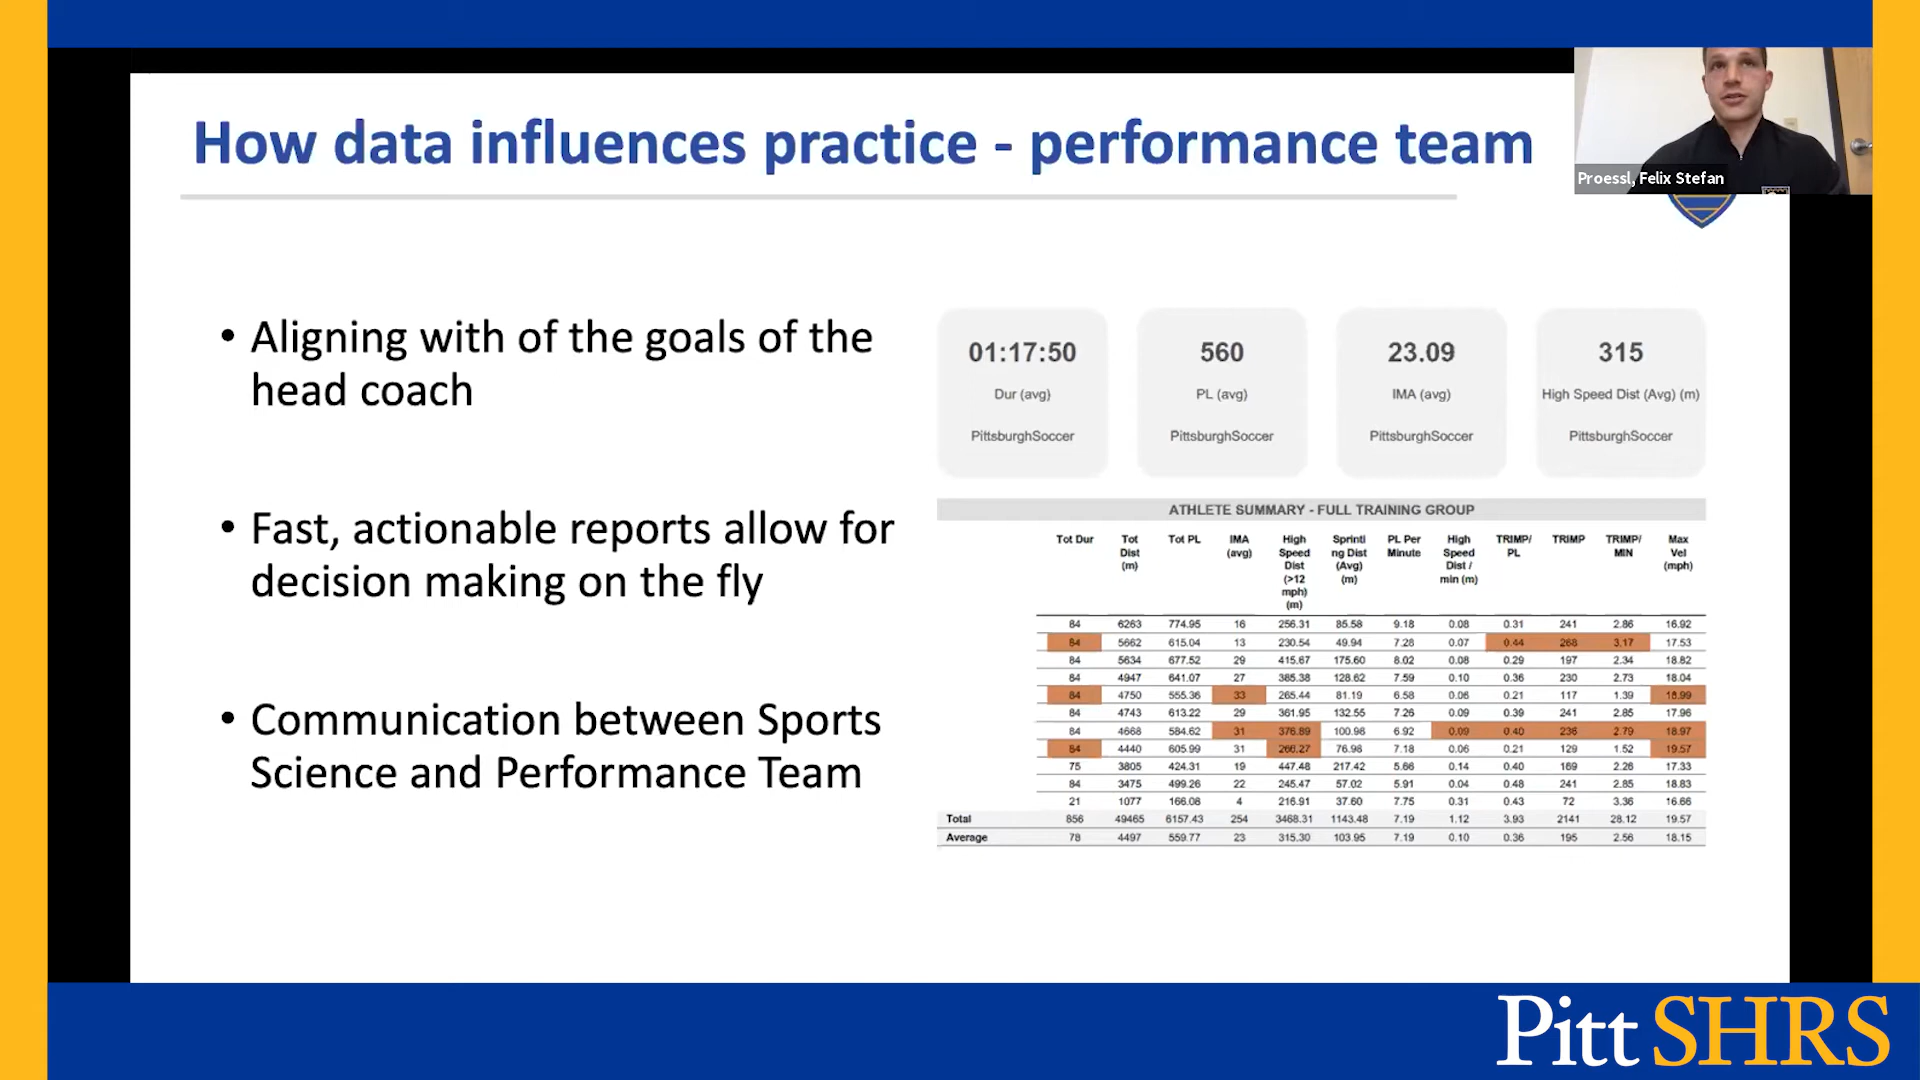 How data influences practice - performance team
Proessl, Felix Stefan
• Aligning with of the goals of the
head coach
• Fast, actionable reports allow for
decision making on the fly
• Communication between Sports
Science and Performance Team
01:17:50 560 23.09 315
Dur (avg) PL (avg) IMA (avg) High Speed Dist (Avg) (m)
PittsburghSoccer PittsburghSoccer PittsburghSoccer PittsburghSoccer
ATHLETE SUMMARY - FULL TRAINING GROUP
Tot Dur Tot PL IMA High Sprinti PL Per High TRIMP/ TRIMP TRIMP/ Max
Tot Dist (m) (avg) Speed ng Dist Minute Speed PL MIN Vel
Dist (Avg) Dist / (mph)
(>12 (m) min (m)
mph)
(m)
84 6263 774.95 16 256.31 85.58 9.18 0.08 0.31 241 2.86 16.92
84 5662 615.04 13 230.54 49.94 7.28 0.07 0.44 268 3.17 17.53
84 5634 677.52 29 415.67 175.60 8.02 0.08 0.29 197 2.34 18.82
84 4947 641.07 27 385.38 128.62 7.59 0.10 0.36 230 2.73 18.04
84 4750 555.36 33 265.44 81.19 6.58 0.06 0.21 117 1.39 18.99
84 4743 613.22 29 361.95 132.55 7.26 0.09 0.39 241 2.85 17.96
84 4668 584.62 31 376.89 100.98 6.92 0.09 0.40 236 2.79 18.97
84 4440 605.99 31 266.27 76.98 7.18 0.06 0.21 129 1.52 19.57
75 3805 424.31 19 447.48 217.42 5.66 0.14 0.40 169 2.26 17.33
84 3475 499.26 22 245.47 57.02 5.91 0.04 0.48 241 2.85 18.83
21 1077 166.08 4 216.91 37.60 7.75 0.31 0.43 72 3.36 16.66
Total 856 49465 6157.43 254 3468.31 1143.48 7.19 1.12 3.93 2141 28.12 19.57
Average 78 4497 559.77 23 315.30 103.95 7.19 0.10 0.36 195 2.56 18.15
Pitt SHRS